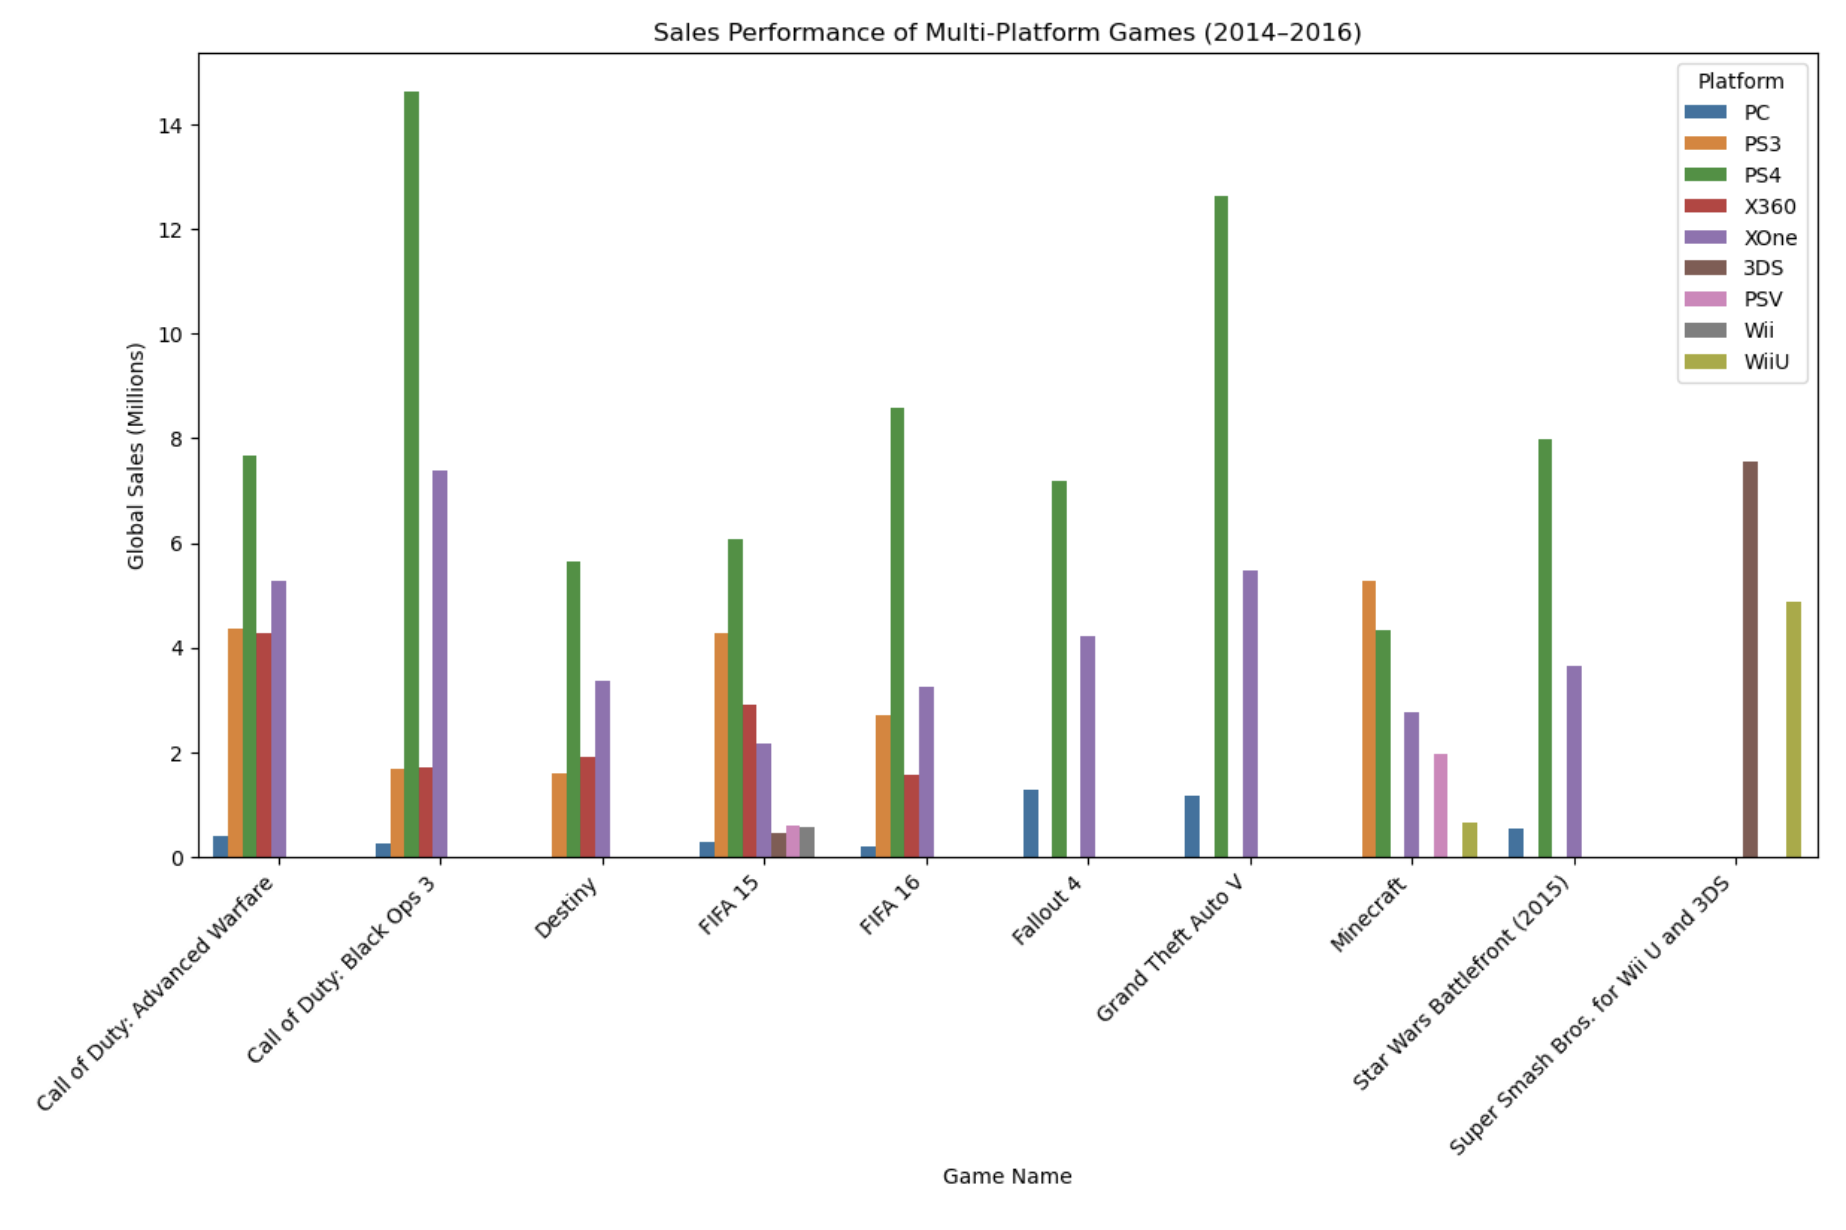 Sales Performance of Multi-Platform Games (2014–2016)
Global Sales (Millions)
14
12
10
8
6
4
2
0
Platform
PC
PS3
PS4
X360
XOne
3DS
PSV
Wii
WiiU
Call of Duty: Advanced Warfare
Call of Duty: Black Ops 3
Destiny
FIFA 15
FIFA 16
Fallout 4
Grand Theft Auto V
Minecraft
Star Wars Battlefront (2015)
Super Smash Bros. for Wii U and 3DS
Game Name